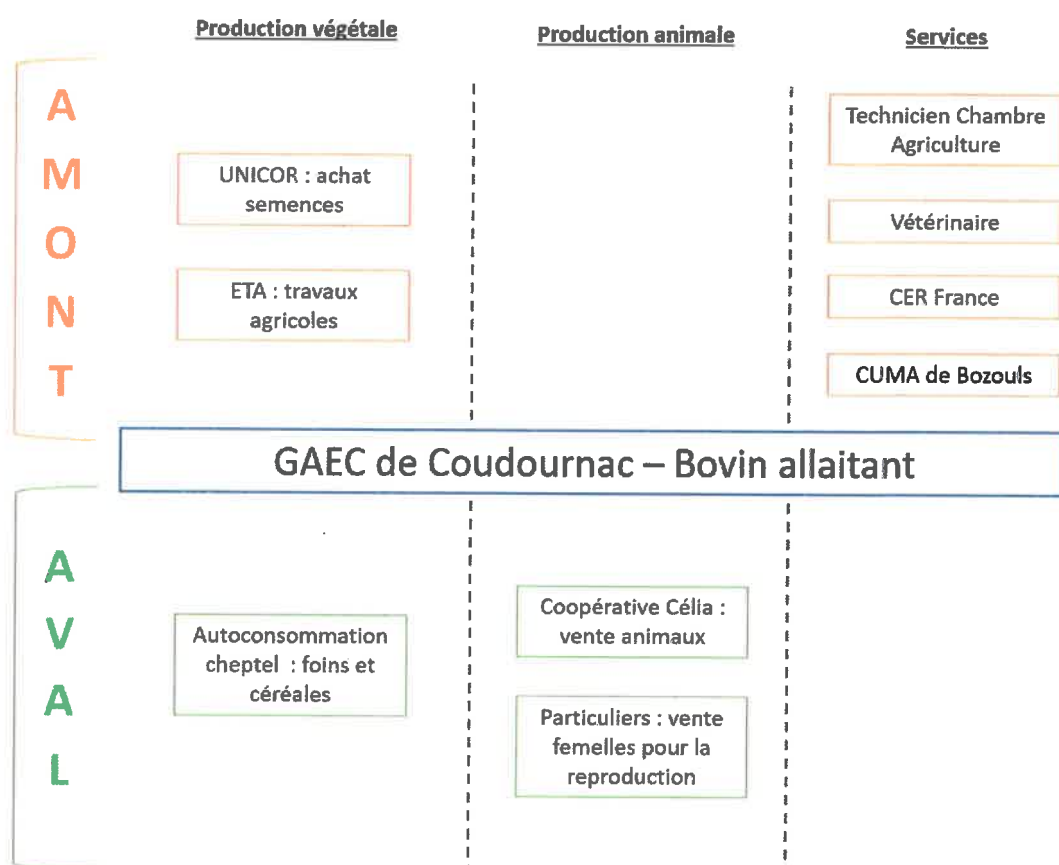 Production végétale
Production animale
Services
A
M
O
N
T
UNICOR : achat
semences
ETA : travaux
agricoles
Technicien Chambre
Agriculture
Vétérinaire
CER France
CUMA de Bozouls
GAEC de Coudournac – Bovin allaitant
A
V
A
L
Autoconsommation
cheptel : foins et
céréales
Coopérative Célia :
vente animaux
Particuliers : vente
femelles pour la
reproduction